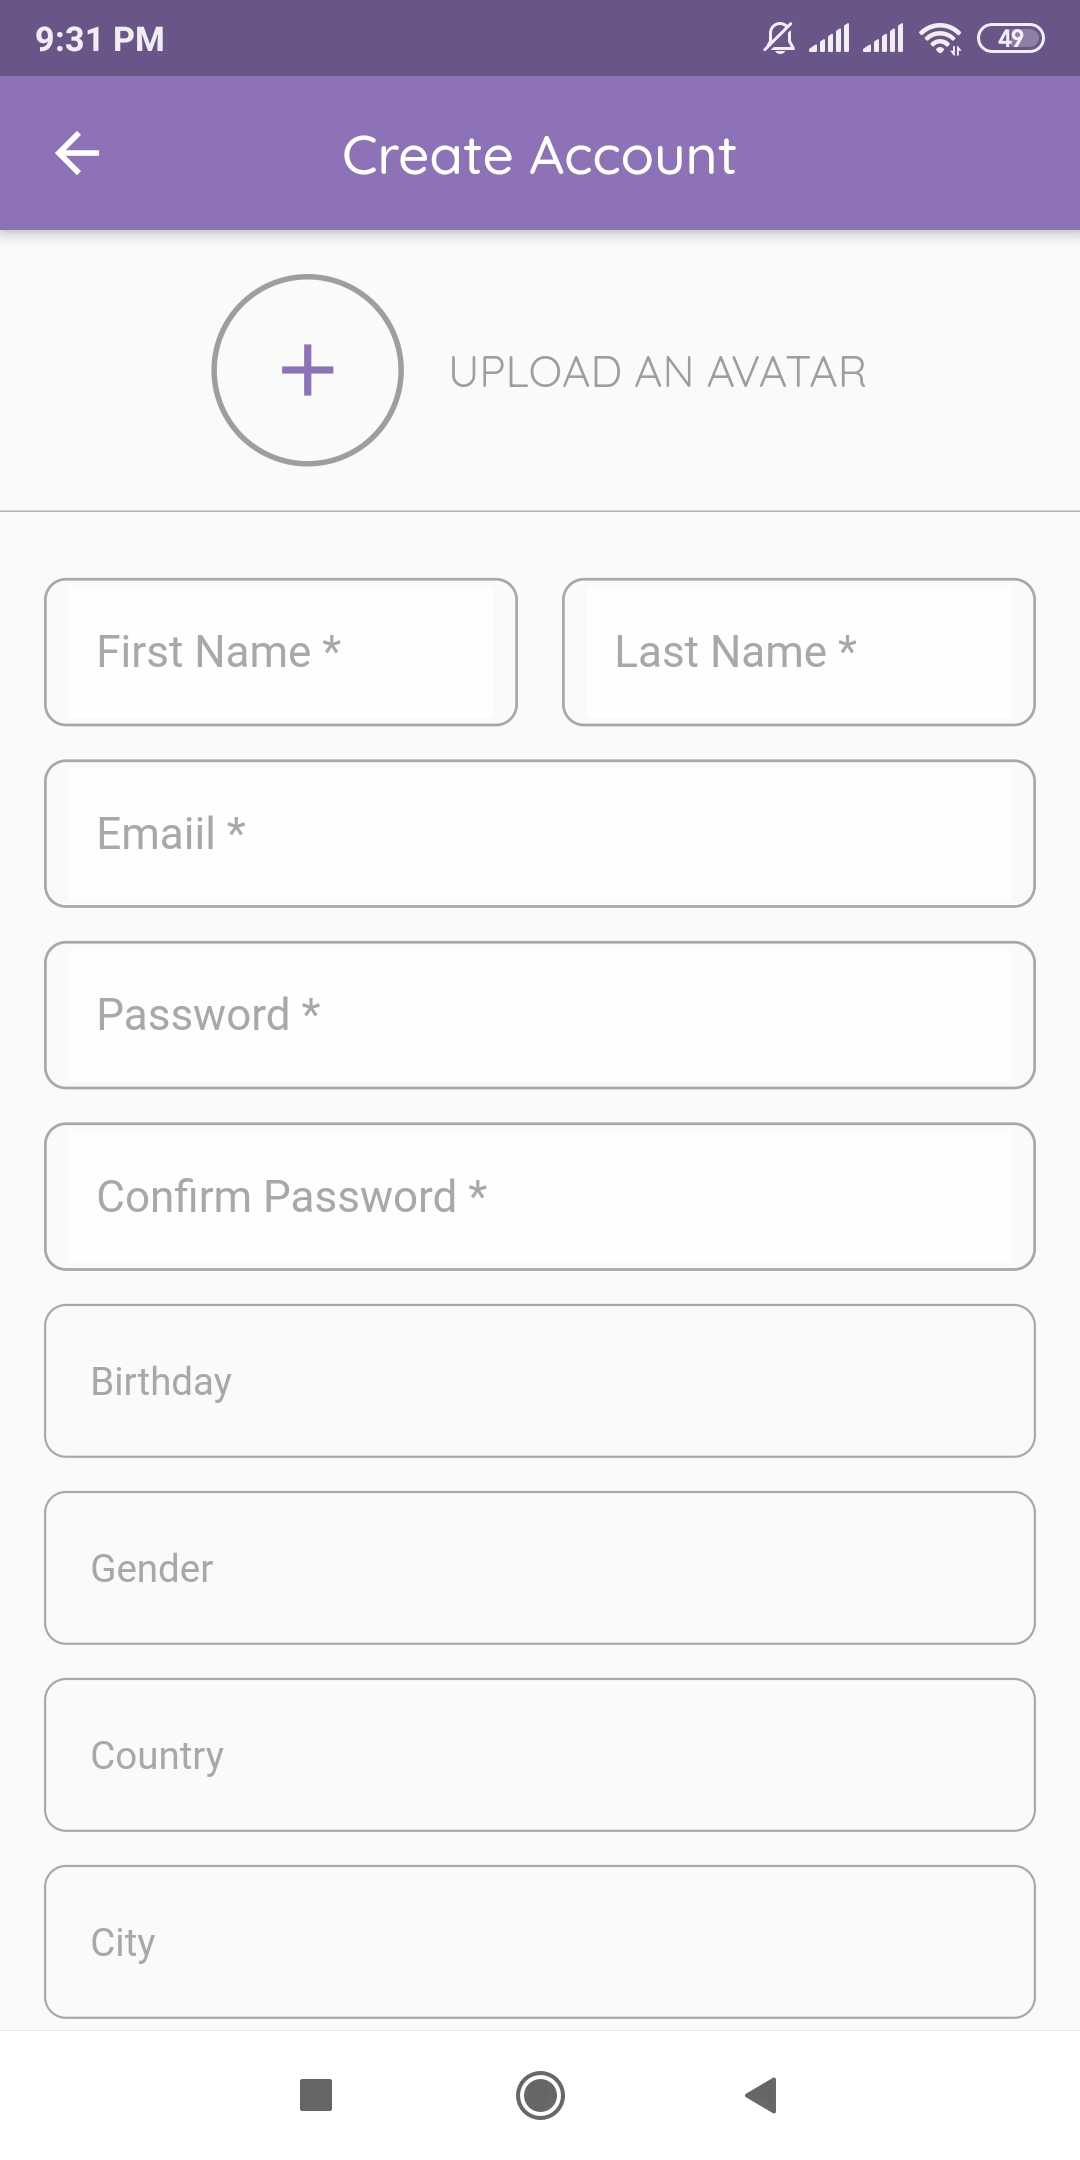 9:31 PM 49
Create Account
UPLOAD AN AVATAR
First Name * Last Name *
Emaiil *
Password *
Confirm Password *
Birthday
Gender
Country
City